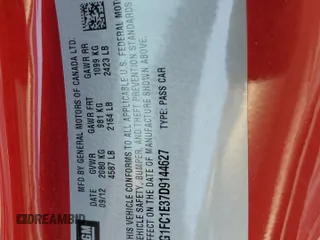 MFD BY GENERAL MOTORS OF CANADA LTD.
DATE GVWR GAWR FRT GAWR RR
09/12 2080 KG 981 KG 1099 KG
4587 LB 2164 LB 2423 LB
THIS VEHICLE CONFORMS TO ALL APPLICABLE U.S. FEDERAL MOTOR
VEHICLE SAFETY, BUMPER, AND THEFT PREVENTION STANDARDS
IN EFFECT ON THE DATE OF MANUFACTURE SHOWN ABOVE.
G1FC1E37D9144627 TYPE: PASS CAR
GM
DREAMBID